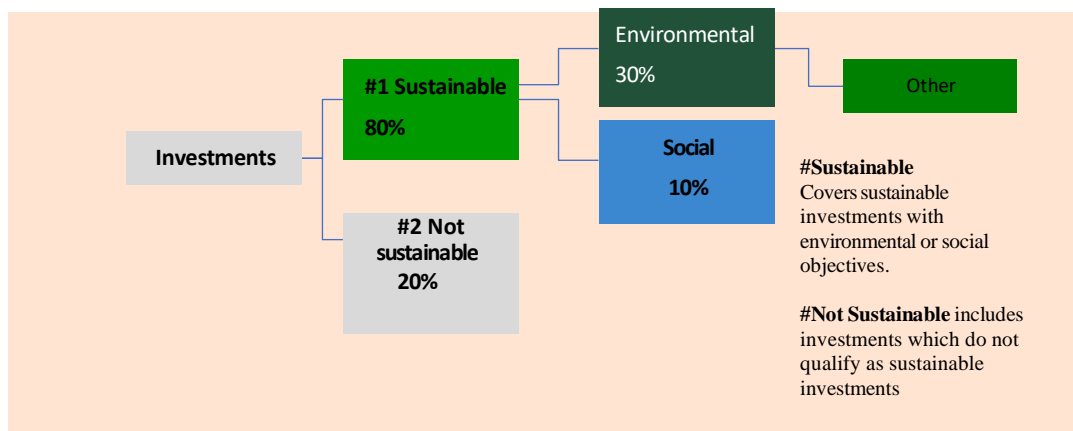 Environmental
30%
#1 Sustainable
80%
Other
Investments
Social
10%
#2 Not
sustainable
20%
#Sustainable
Covers sustainable
investments with
environmental or social
objectives.
#Not Sustainable includes
investments which do not
qualify as sustainable
investments